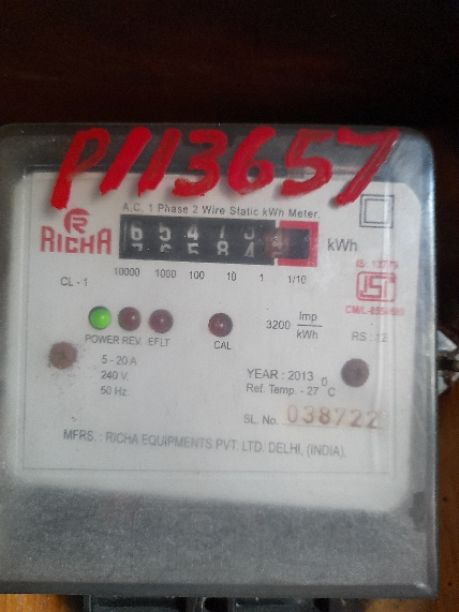 P113657
A.C. 1 Phase 2 Wire Static kWh Meter.
R
RICHA
kWh
CL - 1
10000 1000 100 10 1 1/10
3200 Imp/kWh
RS : 12
POWER REV. EFLT CAL
5 - 20 A
240 V.
50 Hz.
YEAR : 2013
Ref. Temp. - 27 °C
SL. No. 038722
MFRS. : RICHA EQUIPMENTS PVT. LTD. DELHI, (INDIA).